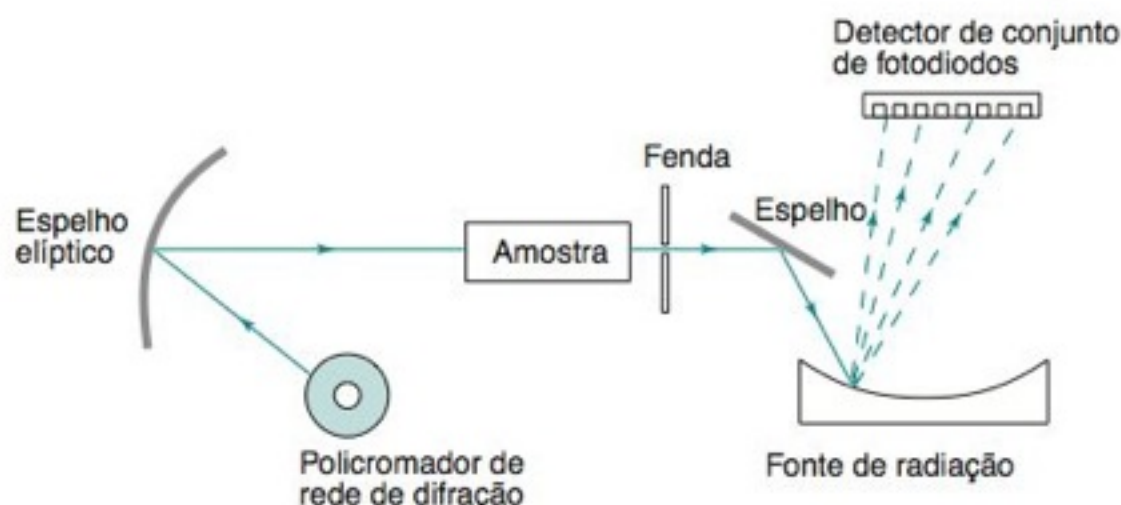 Detector de conjunto
de fotodiodos
Fenda
Espelho
Espelho
elíptico
Amostra
Policromador de
rede de difração
Fonte de radiação